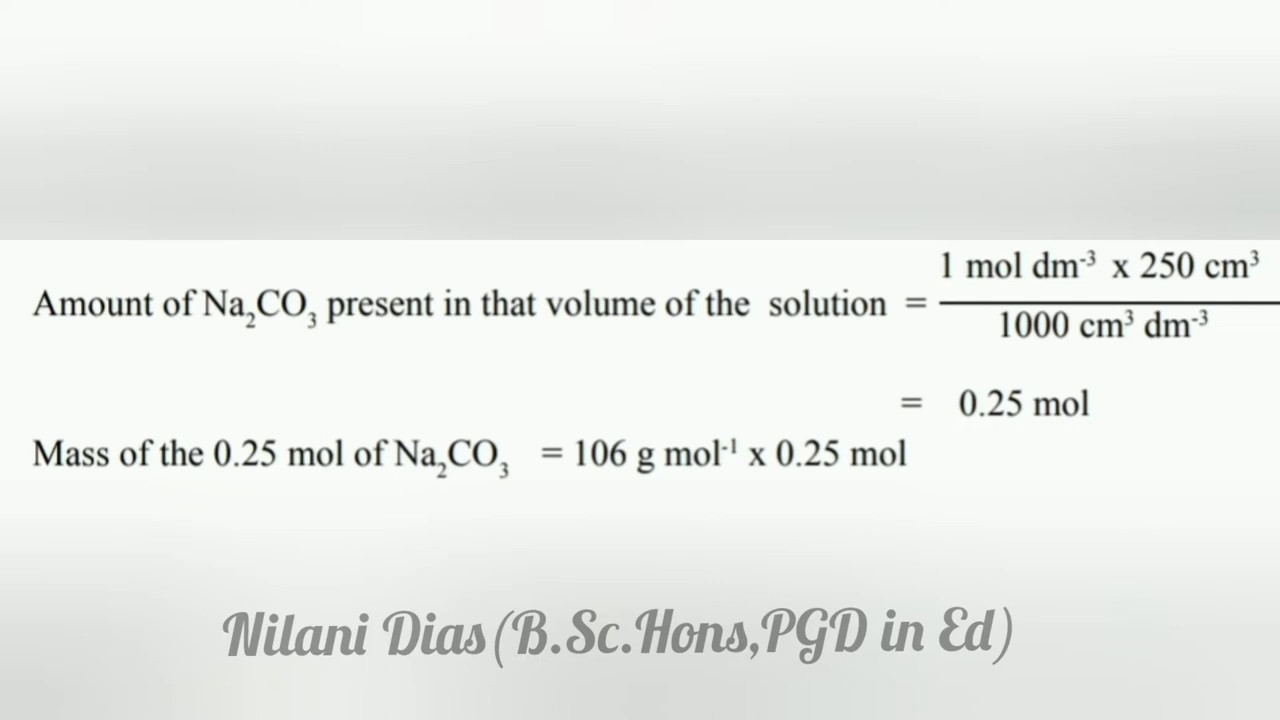 1 mol dm⁻³ x 250 cm³
Amount of Na₂CO₃ present in that volume of the solution =
1000 cm³ dm⁻³
= 0.25 mol
Mass of the 0.25 mol of Na₂CO₃ = 106 g mol⁻¹ x 0.25 mol
Nilani Dias(B.Sc.Hons,PGD in Ed)